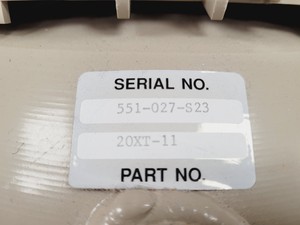 SERIAL NO.
551-027-S23
20XT-11
PART NO.